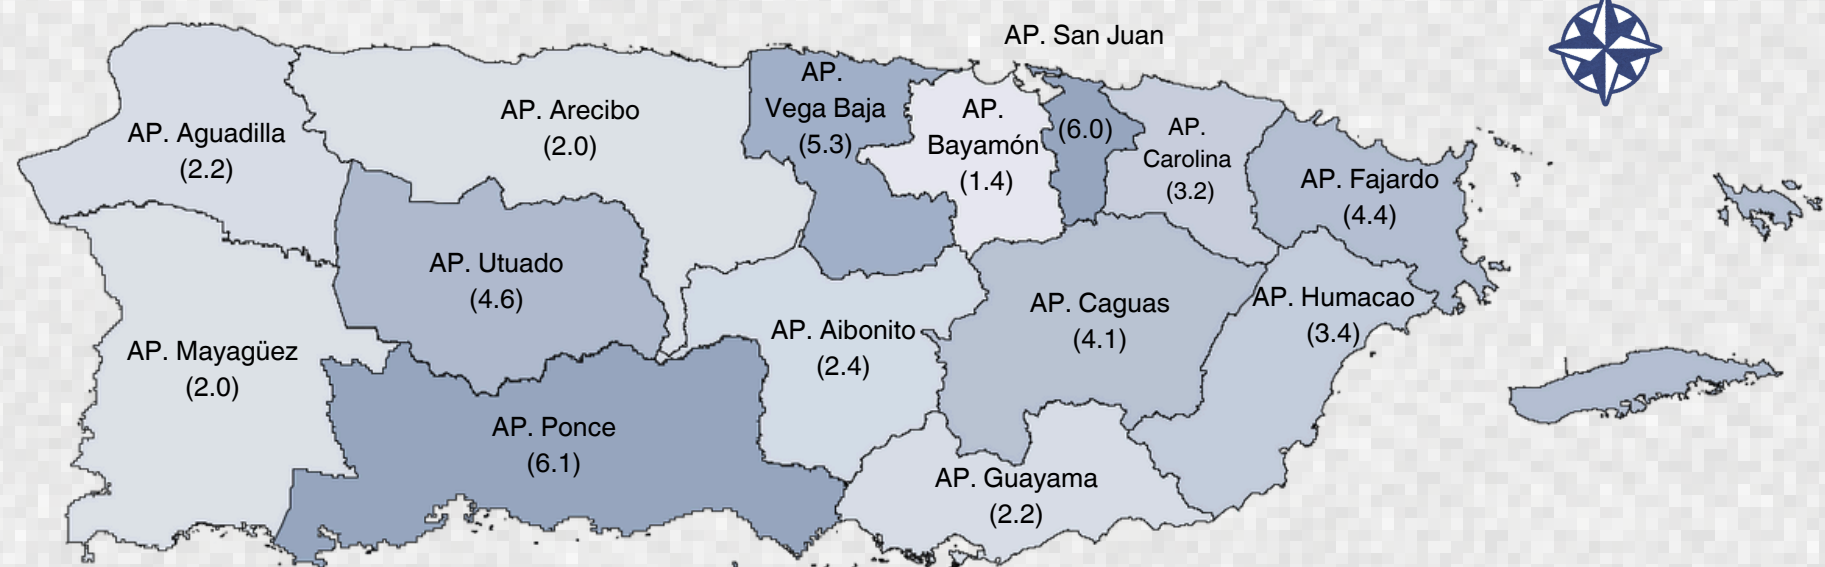 AP. San Juan
(6.0)
AP. Aguadilla
(2.2)
AP. Arecibo
(2.0)
AP.
Vega Baja
(5.3)
AP.
Bayamón
(1.4)
AP.
Carolina
(3.2)
AP. Fajardo
(4.4)
AP. Utuado
(4.6)
AP. Mayagüez
(2.0)
AP. Aibonito
(2.4)
AP. Caguas
(4.1)
AP. Humacao
(3.4)
AP. Ponce
(6.1)
AP. Guayama
(2.2)